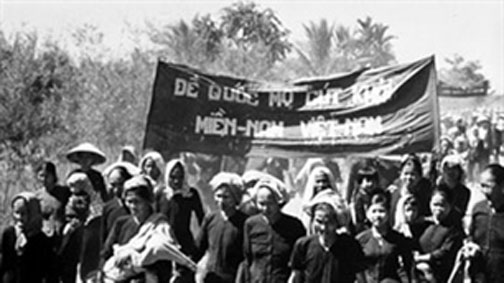 ĐẾ QUỐC MỸ CÚT KHỎI
MIỀN-NAM VIỆT-NAM